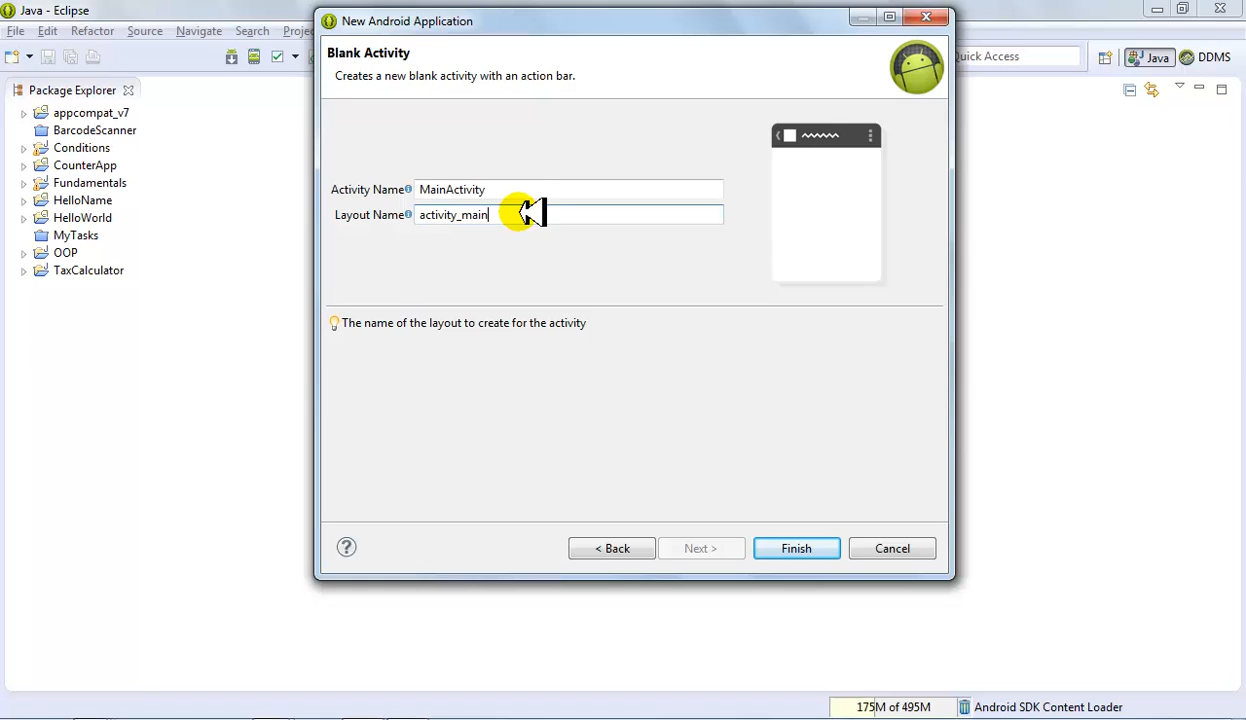 Java - Eclipse
File Edit Refactor Source Navigate Search Proje
Quick Access
Java
DDMS
Package Explorer
appcompat_v7
BarcodeScanner
Conditions
CounterApp
Fundamentals
HelloName
HelloWorld
MyTasks
OOP
TaxCalculator
New Android Application
Blank Activity
Creates a new blank activity with an action bar.
Activity Name MainActivity
Layout Name activity_main
The name of the layout to create for the activity
< Back Next > Finish Cancel
175M of 495M
Android SDK Content Loader